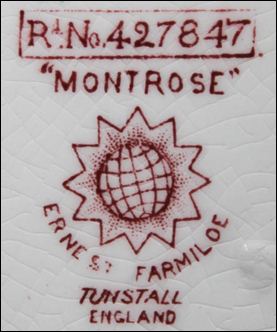 Rd. No. 427847
"MONTROSE"
ERNEST FARMILOE
TUNSTALL
ENGLAND